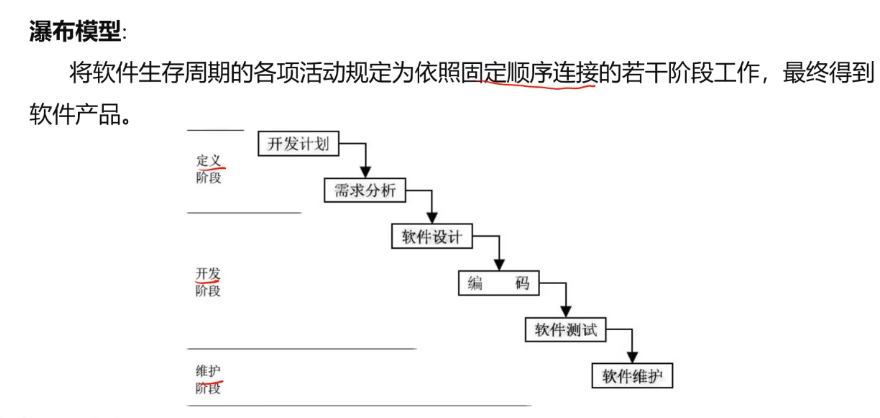 瀑布模型:
将软件生存周期的各项活动规定为依照固定顺序连接的若干阶段工作，最终得到
软件产品。
开发计划
定义
阶段
需求分析
软件设计
开发
阶段
编 码
软件测试
维护
阶段
软件维护